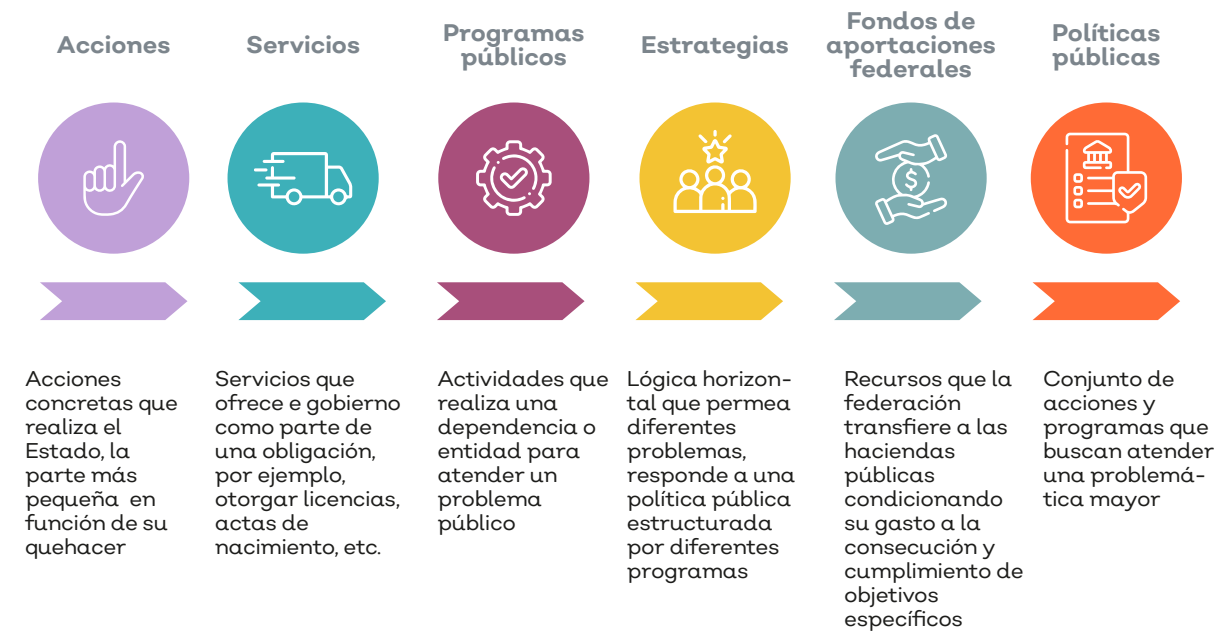 Acciones
Servicios
Programas
públicos
Estrategias
Fondos de
aportaciones
federales
Políticas
públicas
$
Acciones
concretas que
realiza el
Estado, la
parte más
pequeña en
función de su
quehacer
Servicios que
ofrece e gobierno
como parte de
una obligación,
por ejemplo,
otorgar licencias,
actas de
nacimiento, etc.
Actividades que
realiza una
dependencia o
entidad para
atender un
problema
público
Lógica horizon-
tal que permea
diferentes
problemas,
responde a una
política pública
estructurada
por diferentes
programas
Recursos que la
federación
transfiere a las
haciendas
públicas
condicionando
su gasto a la
consecución y
cumplimiento de
objetivos
específicos
Conjunto de
acciones y
programas que
buscan atender
una problemá-
tica mayor